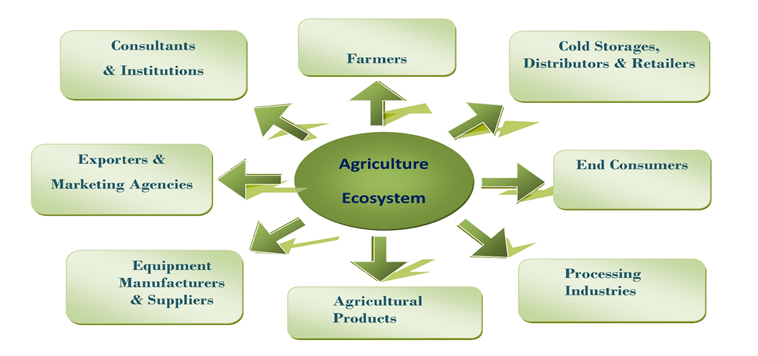 Consultants
& Institutions
Farmers
Cold Storages,
Distributors & Retailers
Exporters &
Marketing Agencies
Agriculture
Ecosystem
End Consumers
Equipment
Manufacturers
& Suppliers
Agricultural
Products
Processing
Industries